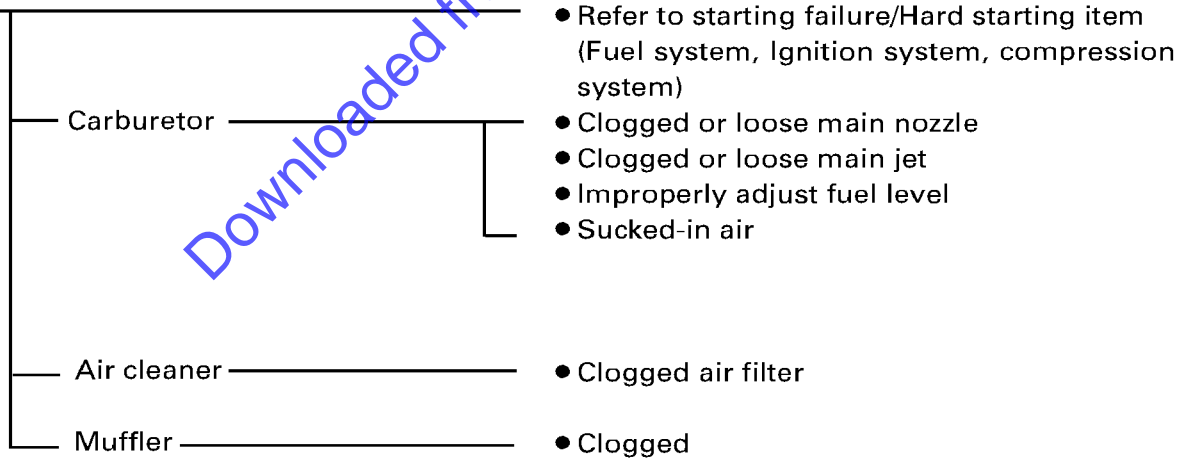 ● Refer to starting failure/Hard starting item
(Fuel system, Ignition system, compression
system)
Carburetor
● Clogged or loose main nozzle
● Clogged or loose main jet
● Improperly adjust fuel level
● Sucked-in air
Air cleaner
● Clogged air filter
Muffler
● Clogged
Downloaded